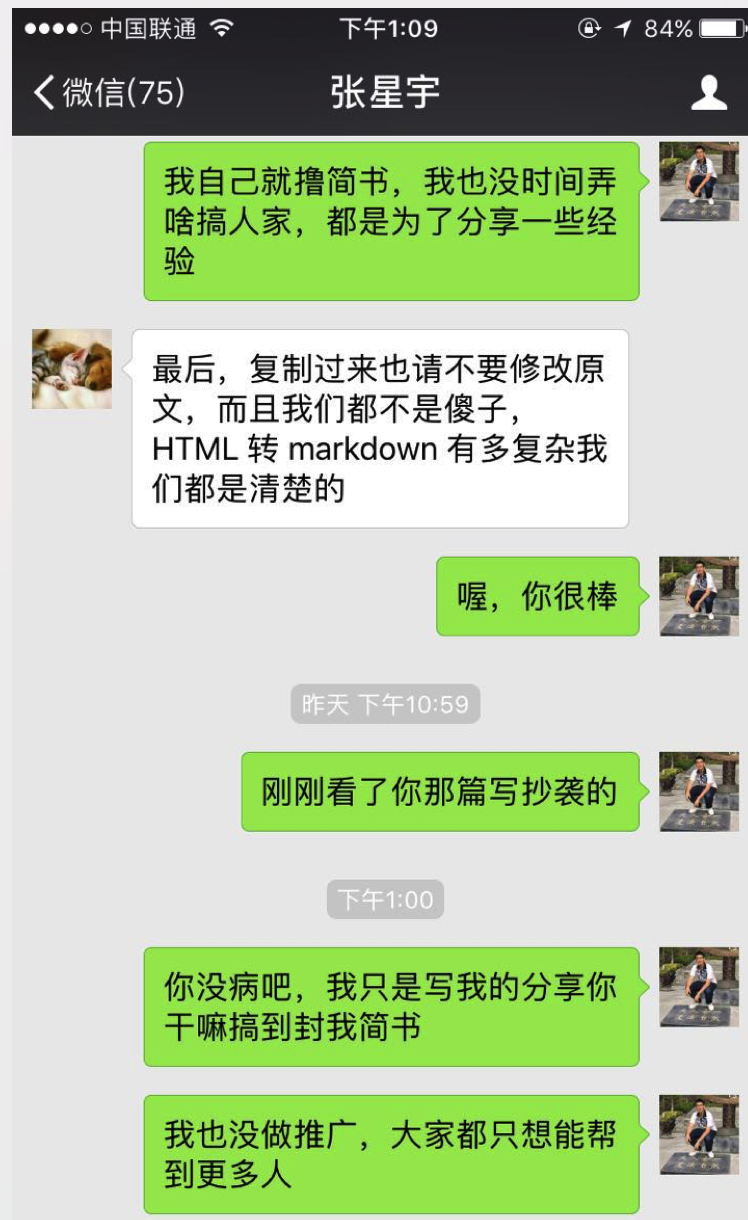 中国联通 下午1:09 84%
微信(75) 张星宇
我自己就撸简书，我也没时间弄
啥搞人家，都是为了分享一些经
验
最后，复制过来也请不要修改原
文，而且我们都不是傻子，
HTML 转 markdown 有多复杂我
们都是清楚的
喔，你很棒
昨天 下午10:59
刚刚看了你那篇写抄袭的
下午1:00
你没病吧，我只是写我的分享你
干嘛搞到封我简书
我也没做推广，大家都只想能帮
到更多人